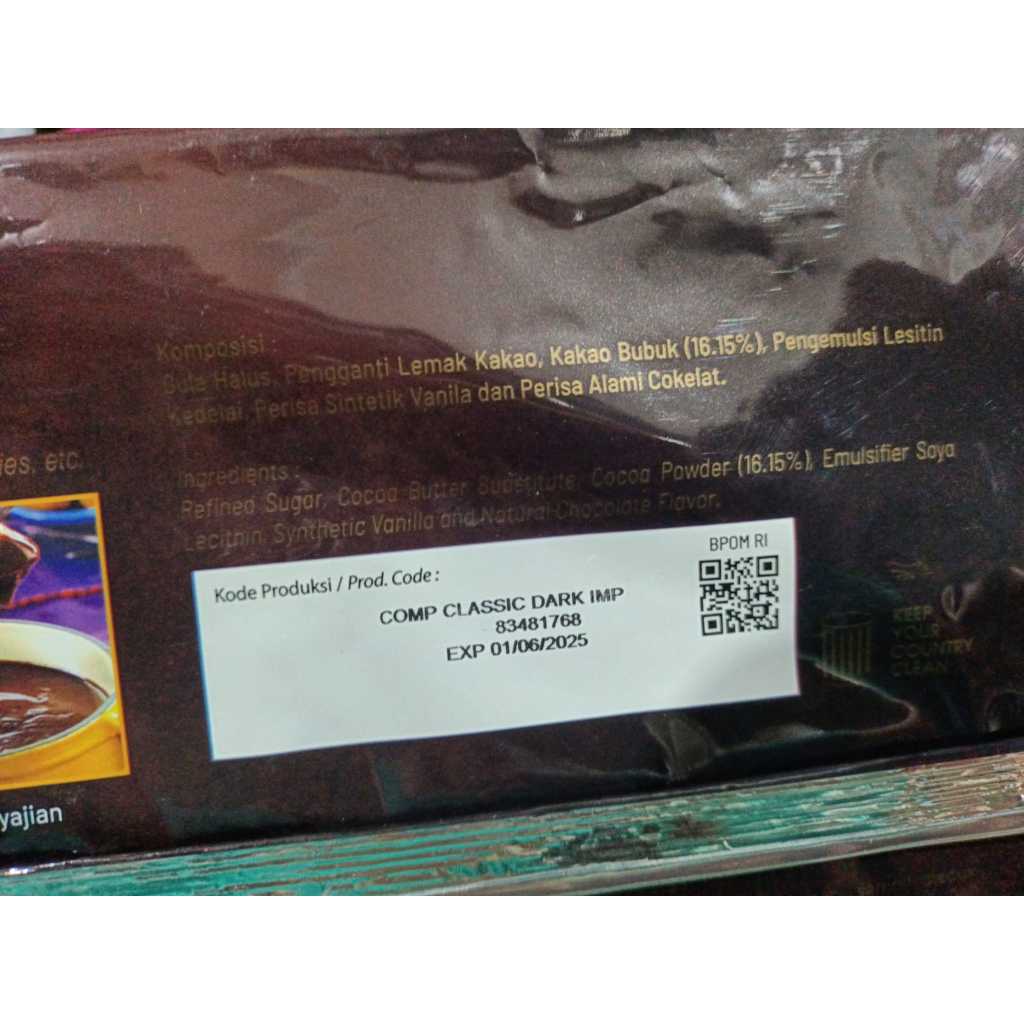 Komposisi :
Gula Halus, Pengganti Lemak Kakao, Kakao Bubuk (16.15%), Pengemulsi Lesitin
Kedelai, Perisa Sintetik Vanila dan Perisa Alami Cokelat.
ies, etc.
Ingredients :
Refined Sugar, Cocoa Butter Substitute, Cocoa Powder (16.15%), Emulsifier Soya
Lecithin, Synthetic Vanilla and Natural Chocolate Flavor.
Kode Produksi / Prod. Code :
BPOM RI
COMP CLASSIC DARK IMP
83481768
EXP 01/06/2025
KEEP
YOUR
COUNTRY
CLEAN
yajian